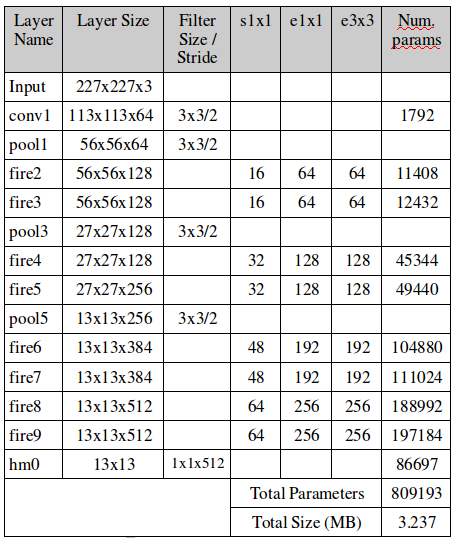 Layer Name Layer Size Filter Size / Stride s1x1 e1x1 e3x3 Num. params
Input 227x227x3
conv1 113x113x64 3x3/2 1792
pool1 56x56x64 3x3/2
fire2 56x56x128 16 64 64 11408
fire3 56x56x128 16 64 64 12432
pool3 27x27x128 3x3/2
fire4 27x27x128 32 128 128 45344
fire5 27x27x256 32 128 128 49440
pool5 13x13x256 3x3/2
fire6 13x13x384 48 192 192 104880
fire7 13x13x384 48 192 192 111024
fire8 13x13x512 64 256 256 188992
fire9 13x13x512 64 256 256 197184
hm0 13x13 1x1x512 86697
Total Parameters 809193
Total Size (MB) 3.237